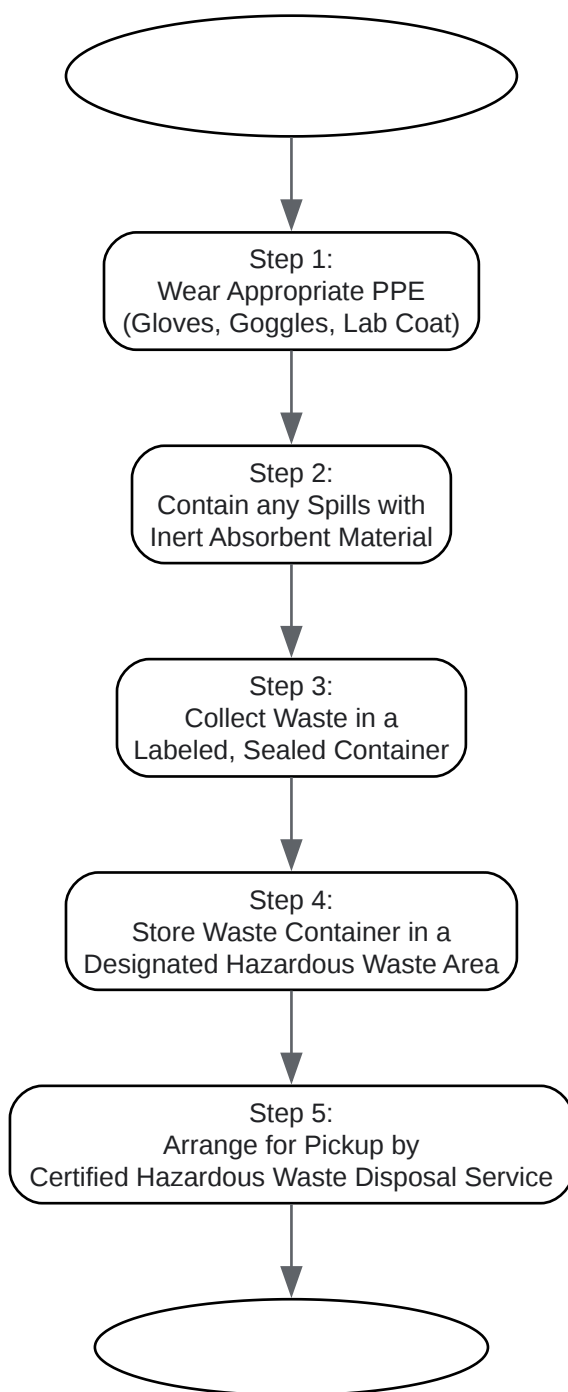 Step 1:
Wear Appropriate PPE
(Gloves, Goggles, Lab Coat)
Step 2:
Contain any Spills with
Inert Absorbent Material
Step 3:
Collect Waste in a
Labeled, Sealed Container
Step 4:
Store Waste Container in a
Designated Hazardous Waste Area
Step 5:
Arrange for Pickup by
Certified Hazardous Waste Disposal Service